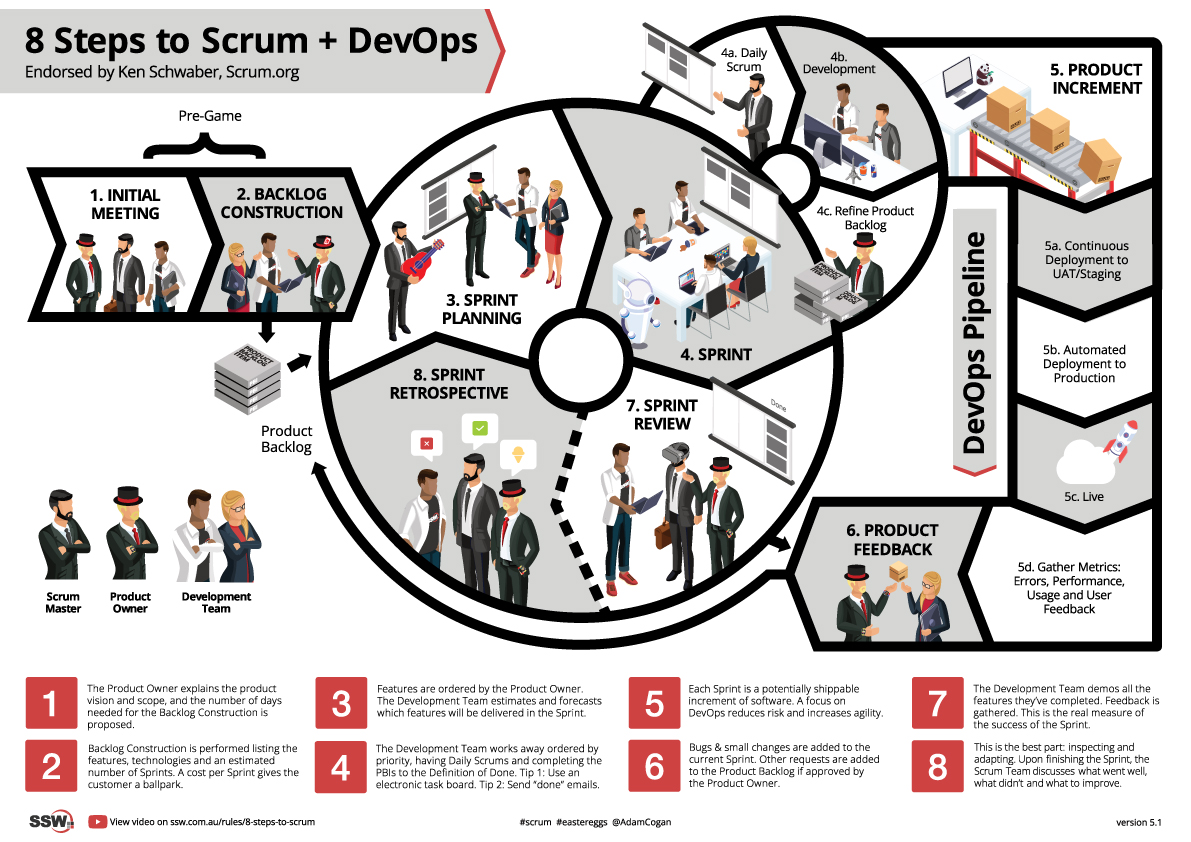 8 Steps to Scrum + DevOps
Endorsed by Ken Schwaber, Scrum.org
Pre-Game
1. INITIAL
MEETING
2. BACKLOG
CONSTRUCTION
3. SPRINT
PLANNING
4. SPRINT
4a. Daily
Scrum
4b.
Development
4c. Refine Product
Backlog
5. PRODUCT
INCREMENT
DevOps Pipeline
5a. Continuous
Deployment to
UAT/Staging
5b. Automated
Deployment to
Production
5c. Live
5d. Gather Metrics:
Errors, Performance,
Usage and User
Feedback
6. PRODUCT
FEEDBACK
7. SPRINT
REVIEW
Done
8. SPRINT
RETROSPECTIVE
PRODUCT
BACKLOG
ITEM
Product
Backlog
Scrum
Master
Product
Owner
Development
Team
1
The Product Owner explains the product
vision and scope, and the number of days
needed for the Backlog Construction is
proposed.
2
Backlog Construction is performed listing the
features, technologies and an estimated
number of Sprints. A cost per Sprint gives the
customer a ballpark.
3
Features are ordered by the Product Owner.
The Development Team estimates and forecasts
which features will be delivered in the Sprint.
4
The Development Team works away ordered by
priority, having Daily Scrums and completing the
PBIs to the Definition of Done. Tip 1: Use an
electronic task board. Tip 2: Send “done” emails.
5
Each Sprint is a potentially shippable
increment of software. A focus on
DevOps reduces risk and increases agility.
6
Bugs & small changes are added to the
current Sprint. Other requests are added
to the Product Backlog if approved by
the Product Owner.
7
The Development Team demos all the
features they’ve completed. Feedback is
gathered. This is the real measure of
the success of the Sprint.
8
This is the best part: inspecting and
adapting. Upon finishing the Sprint, the
Scrum Team discusses what went well,
what didn’t and what to improve.
SSW
View video on ssw.com.au/rules/8-steps-to-scrum
#scrum #eastereggs @AdamCogan
version 5.1